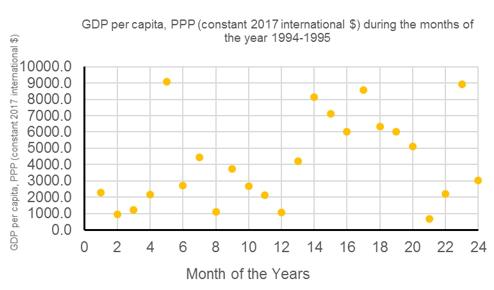 GDP per capita, PPP (constant 2017 international $) during the months of
the year 1994-1995
GDP per capita, PPP (constant 2017 international $)
10000.0
9000.0
8000.0
7000.0
6000.0
5000.0
4000.0
3000.0
2000.0
1000.0
0.0
0 2 4 6 8 10 12 14 16 18 20 22 24
Month of the Years